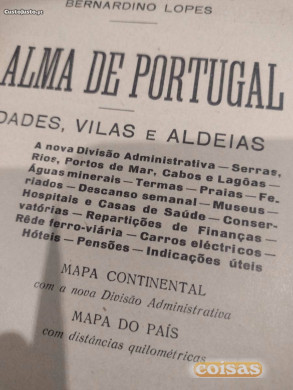 CustoJusto.pt
BERNARDINO LOPES
ALMA DE PORTUGAL
DADES, VILAS E ALDEIAS
A nova Divisão Administrativa — Serras,
Rios, Portos de Mar, Cabos e Lagôas —
Águas minerais — Termas — Praias — Fe-
riados — Descanso semanal — Museus —
Hospitais e Casas de Saúde — Conser-
vatórias — Repartições de Finanças —
Rêde ferro-viária — Carros eléctricos —
Hóteis — Pensões — Indicações úteis
MAPA CONTINENTAL
com a nova Divisão Administrativa
MAPA DO PAÍS
com distâncias quilométricas
coisas